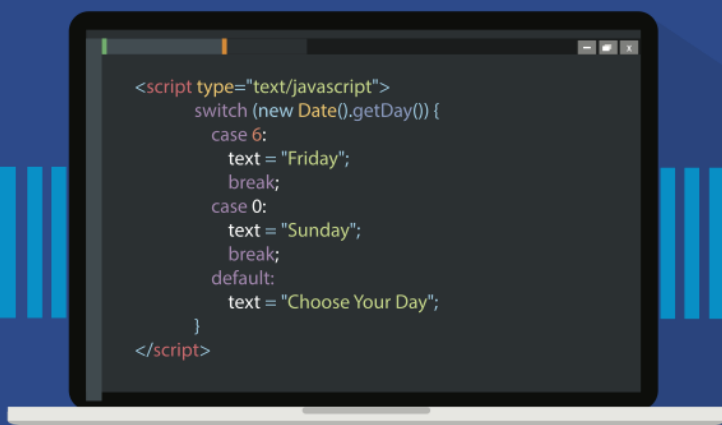 <script type="text/javascript">
switch (new Date().getDay()) {
case 6:
text = "Friday";
break;
case 0:
text = "Sunday";
break;
default:
text = "Choose Your Day";
}
</script>